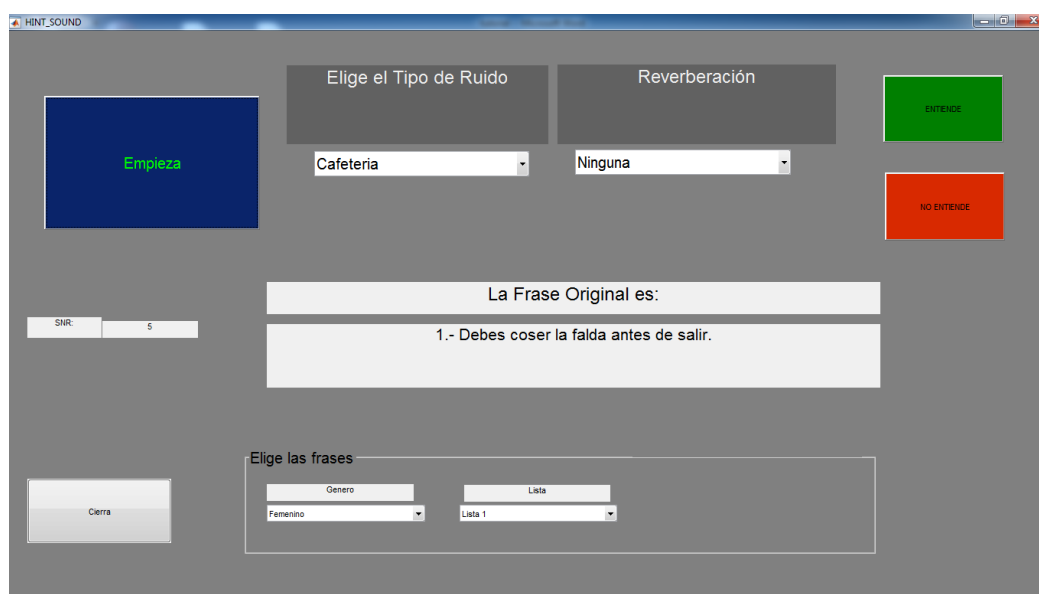 HINT_SOUND
Elige el Tipo de Ruido
Reverberación
ENTIENDE
Empieza
Cafeteria
Ninguna
NO ENTIENDE
La Frase Original es:
SNR:
5
1.- Debes coser la falda antes de salir.
Elige las frases
Genero
Lista
Femenino
Lista 1
Cierra